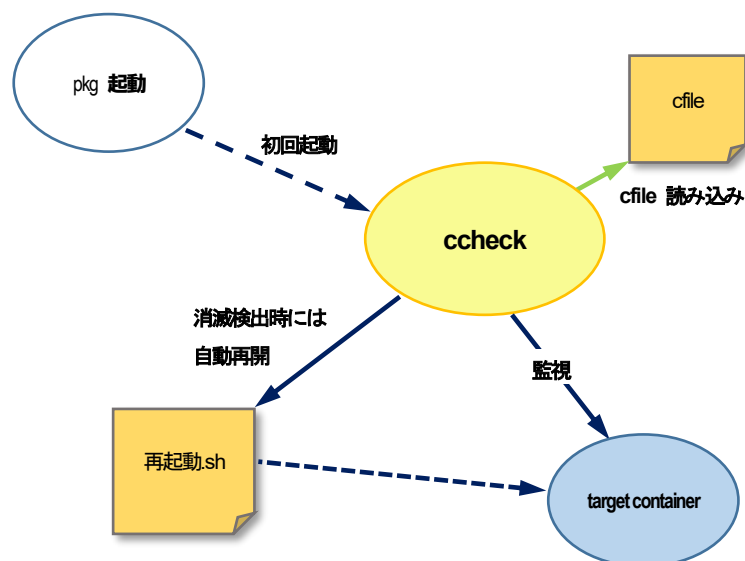 pkg 起動
cfile
初回起動
cfile 読み込み
ccheck
消滅検出時には
自動再開
監視
再起動.sh
target container